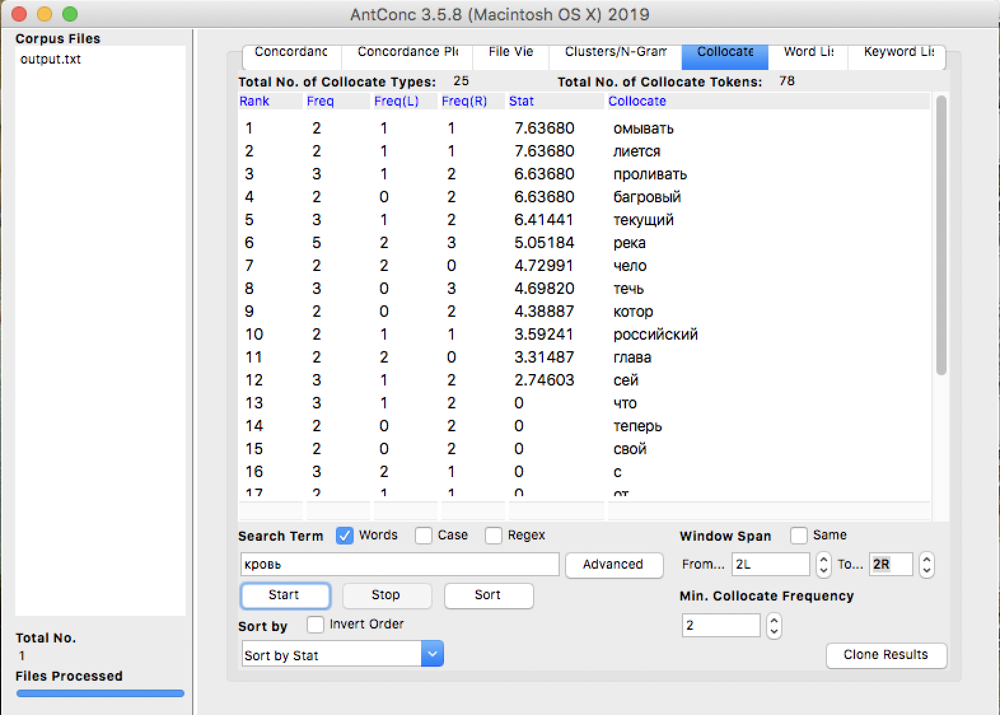 AntConc 3.5.8 (Macintosh OS X) 2019
Corpus Files
output.txt
Concordanc Concordance Plo File Vie Clusters/N-Gram Collocate Word Lis Keyword Lis
Total No. of Collocate Types: 25 Total No. of Collocate Tokens: 78
Rank Freq Freq(L) Freq(R) Stat Collocate
1 2 1 1 7.63680 омывать
2 2 1 1 7.63680 лиется
3 3 1 2 6.63680 проливать
4 2 0 2 6.63680 багровый
5 3 1 2 6.41441 текущий
6 5 2 3 5.05184 река
7 2 2 0 4.72991 чело
8 3 0 3 4.69820 течь
9 2 0 2 4.38887 котор
10 2 1 1 3.59241 российский
11 2 2 0 3.31487 глава
12 3 1 2 2.74603 сей
13 3 1 2 0 что
14 2 0 2 0 теперь
15 2 0 2 0 свой
16 3 2 1 0 с
17 2 1 1 0 от
Search Term Words Case Regex Window Span Same
кровь Advanced From... 2L To... 2R
Start Stop Sort Min. Collocate Frequency
Sort by Invert Order 2
Sort by Stat Clone Results
Total No.
1
Files Processed